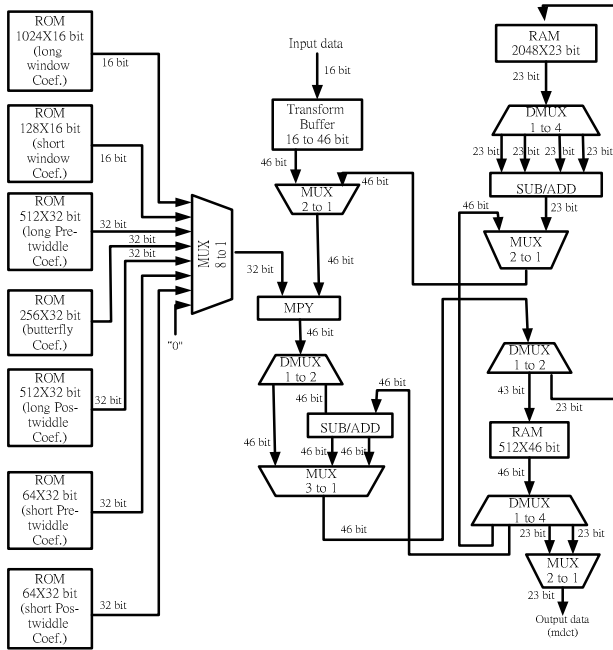 ROM
1024X16 bit
(long
window
Coef.)
16 bit
ROM
128X16 bit
(short
window
Coef.)
16 bit
ROM
512X32 bit
(long Pre-
twiddle
Coef.)
32 bit
32 bit
32 bit
ROM
256X32 bit
(butterfly
Coef.)
ROM
512X32 bit
(long Pos-
twiddle
Coef.)
32 bit
ROM
64X32 bit
(short Pre-
twiddle
Coef.)
32 bit
ROM
64X32 bit
(short Pos-
twiddle
Coef.)
32 bit
MUX
8 to 1
"0"
32 bit
Input data
16 bit
Transform
Buffer
16 to 46 bit
46 bit
46 bit
MUX
2 to 1
46 bit
MPY
46 bit
DMUX
1 to 2
46 bit
46 bit
SUB/ADD
46 bit
46 bit
46 bit
MUX
3 to 1
46 bit
RAM
2048X23 bit
23 bit
DMUX
1 to 4
23 bit
23 bit
23 bit
23 bit
SUB/ADD
46 bit
23 bit
MUX
2 to 1
DMUX
1 to 2
43 bit
23 bit
RAM
512X46 bit
46 bit
DMUX
1 to 4
23 bit
23 bit
MUX
2 to 1
23 bit
Output data
(mdct)